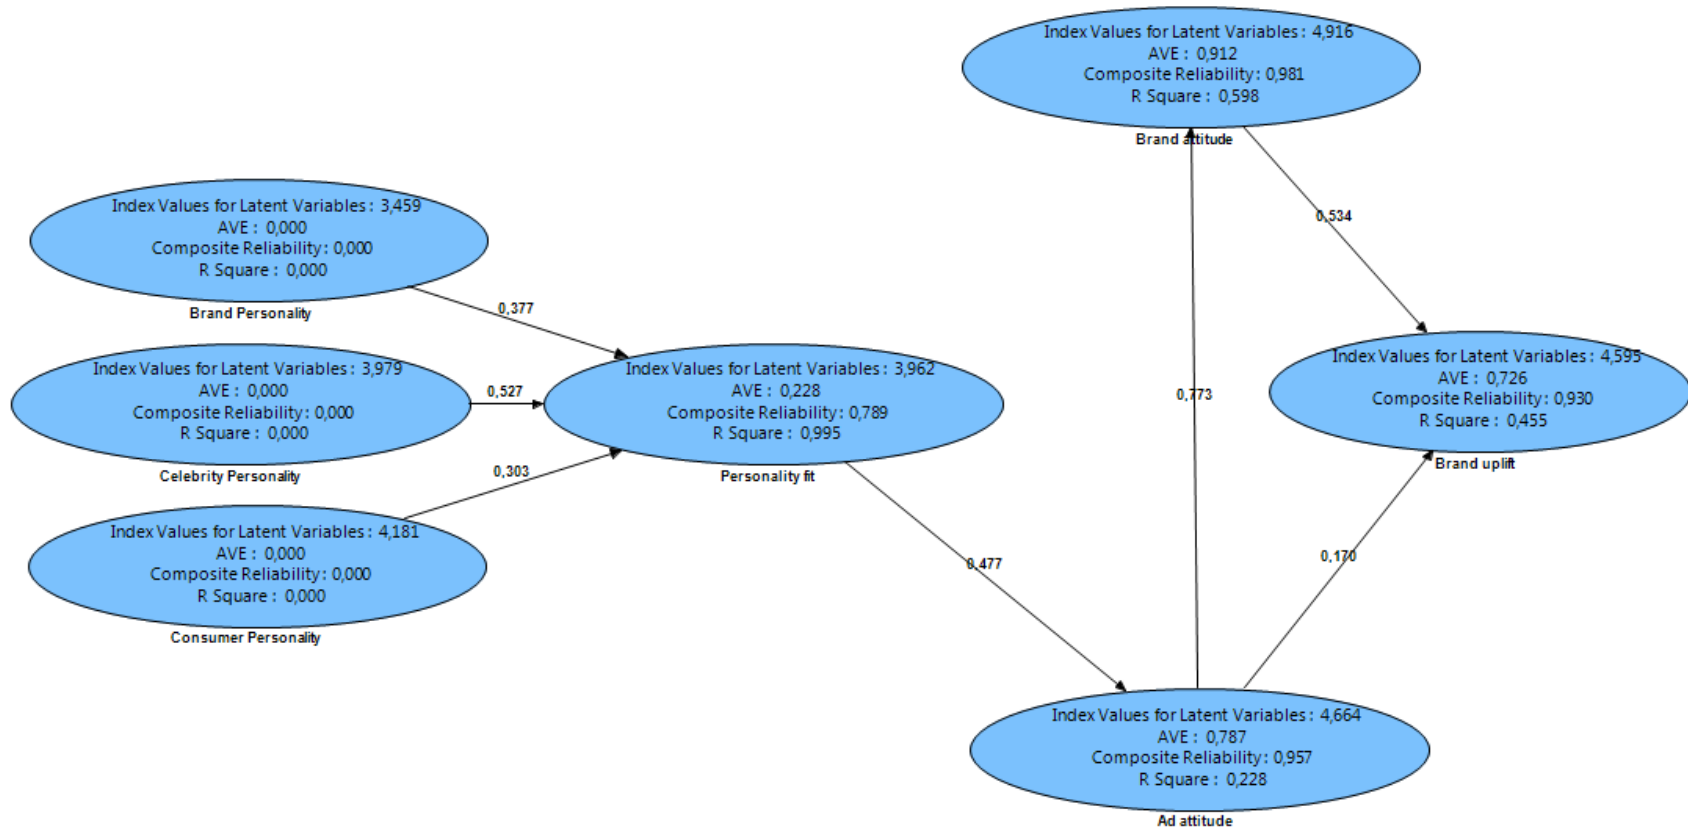 Index Values for Latent Variables : 4,916
AVE : 0,912
Composite Reliability : 0,981
R Square : 0,598
Brand attitude
Index Values for Latent Variables : 3,459
AVE : 0,000
Composite Reliability : 0,000
R Square : 0,000
Brand Personality
0,377
0,534
Index Values for Latent Variables : 3,979
AVE : 0,000
Composite Reliability : 0,000
R Square : 0,000
Celebrity Personality
0,527
Index Values for Latent Variables : 3,962
AVE : 0,228
Composite Reliability : 0,789
R Square : 0,995
Personality fit
0,773
Index Values for Latent Variables : 4,595
AVE : 0,726
Composite Reliability : 0,930
R Square : 0,455
Brand uplift
0,303
Index Values for Latent Variables : 4,181
AVE : 0,000
Composite Reliability : 0,000
R Square : 0,000
Consumer Personality
0,477
0,170
Index Values for Latent Variables : 4,664
AVE : 0,787
Composite Reliability : 0,957
R Square : 0,228
Ad attitude